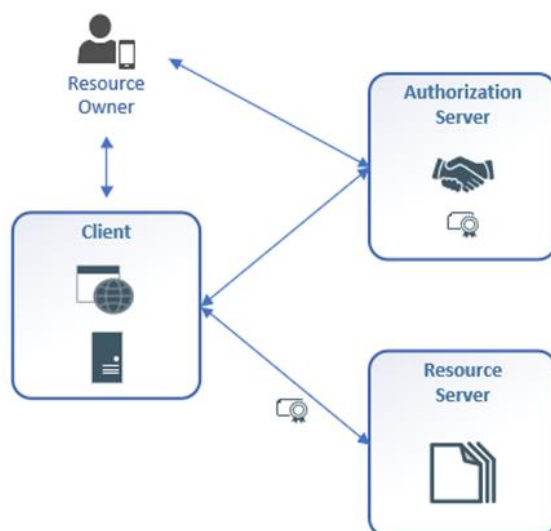 Resource
Owner
Authorization
Server
Client
Resource
Server